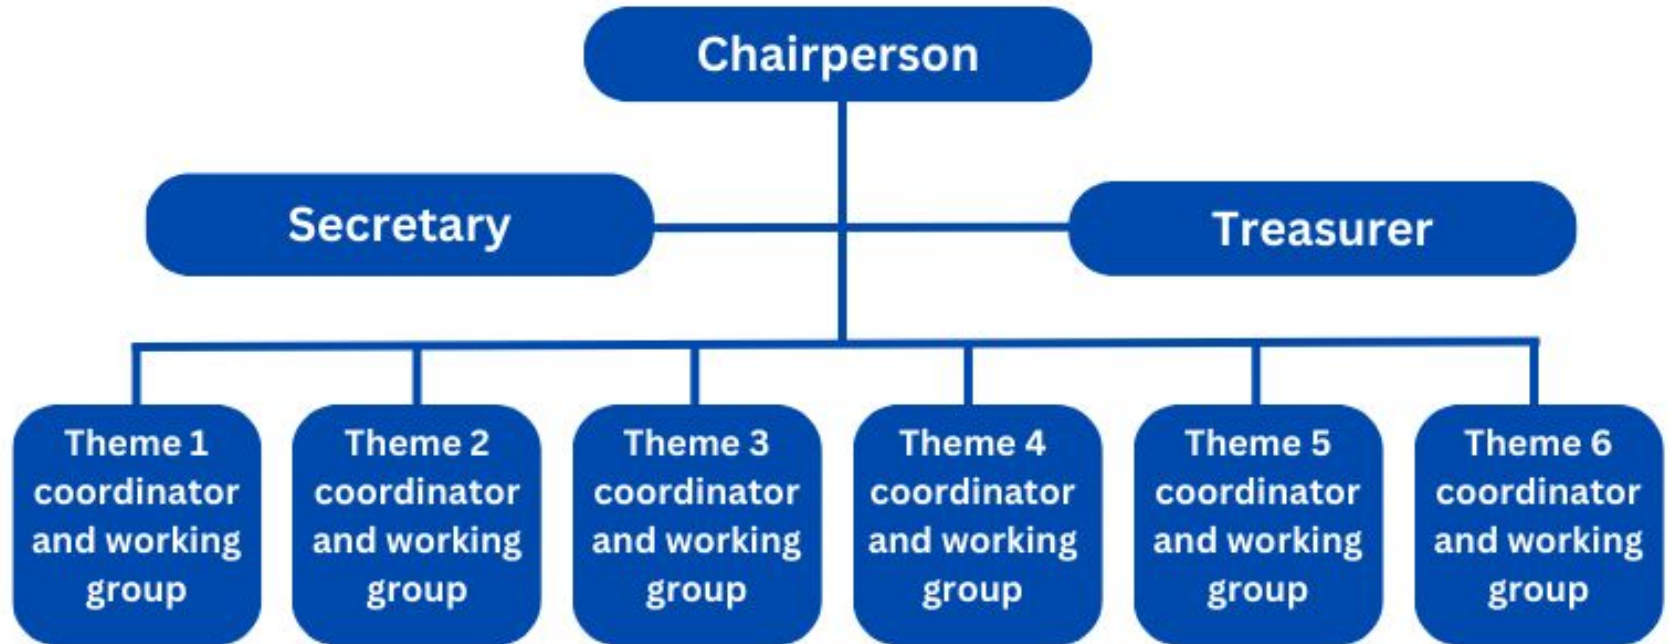 Chairperson
Secretary
Treasurer
Theme 1
coordinator
and working
group
Theme 2
coordinator
and working
group
Theme 3
coordinator
and working
group
Theme 4
coordinator
and working
group
Theme 5
coordinator
and working
group
Theme 6
coordinator
and working
group